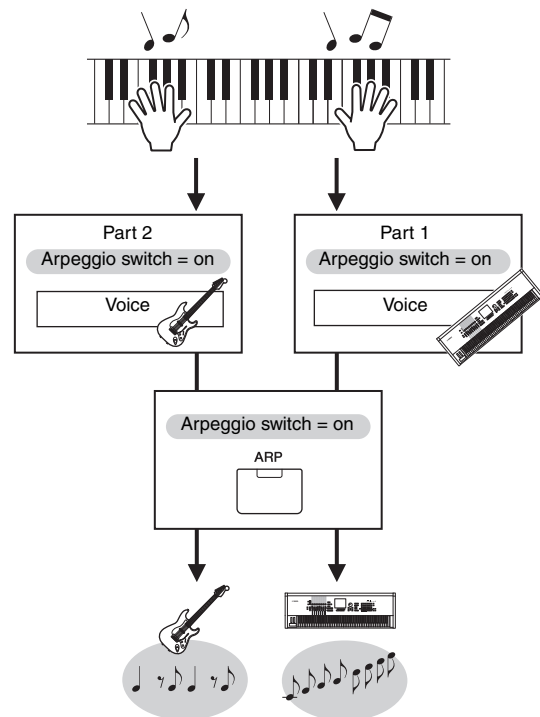 Part 2
Arpeggio switch = on
Voice
Part 1
Arpeggio switch = on
Voice
Arpeggio switch = on
ARP